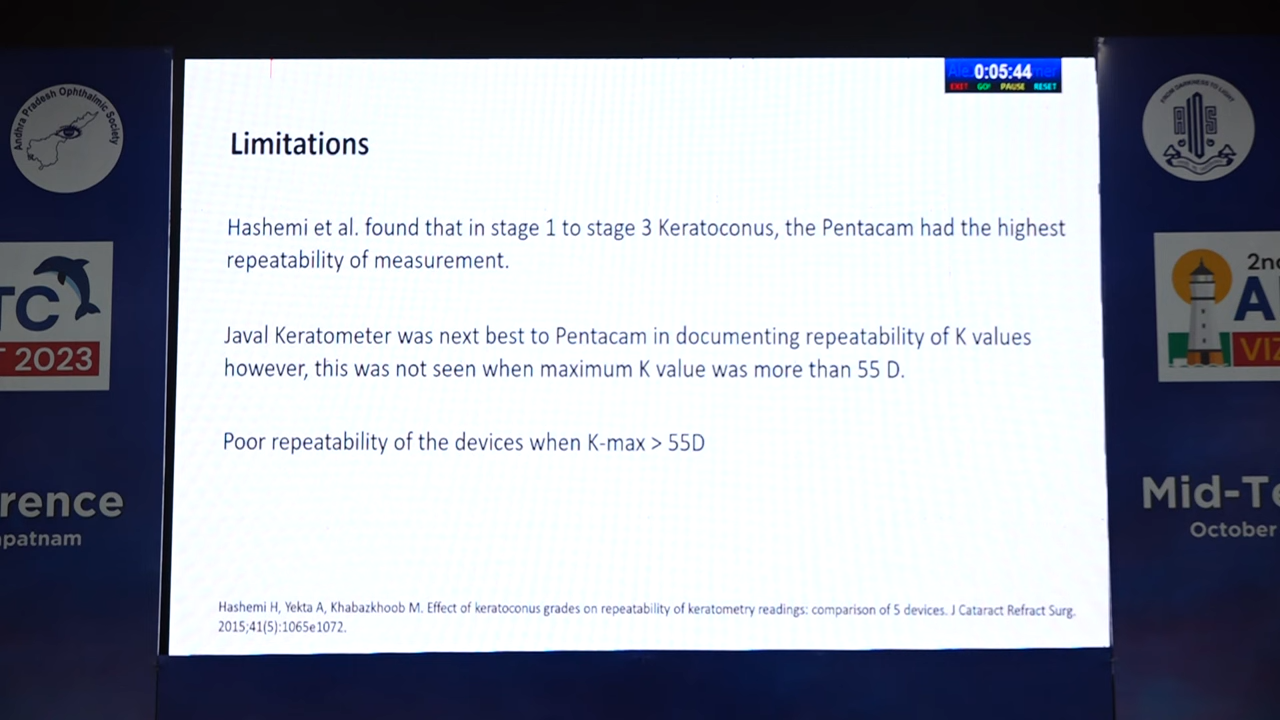 Andhra Pradesh Ophthalmic Society
TC
2023
rence
patnam
0:05:44
EXIT GO! PAUSE RESET
Limitations
Hashemi et al. found that in stage 1 to stage 3 Keratoconus, the Pentacam had the highest
repeatability of measurement.
Javal Keratometer was next best to Pentacam in documenting repeatability of K values
however, this was not seen when maximum K value was more than 55 D.
Poor repeatability of the devices when K-max > 55D
Hashemi H, Yekta A, Khabazkhoob M. Effect of keratoconus grades on repeatability of keratometry readings: comparison of 5 devices. J Cataract Refract Surg.
2015;41(5):1065e1072.
FROM DARKNESS TO LIGHT
2nd
A
VIZ
Mid-Te
October